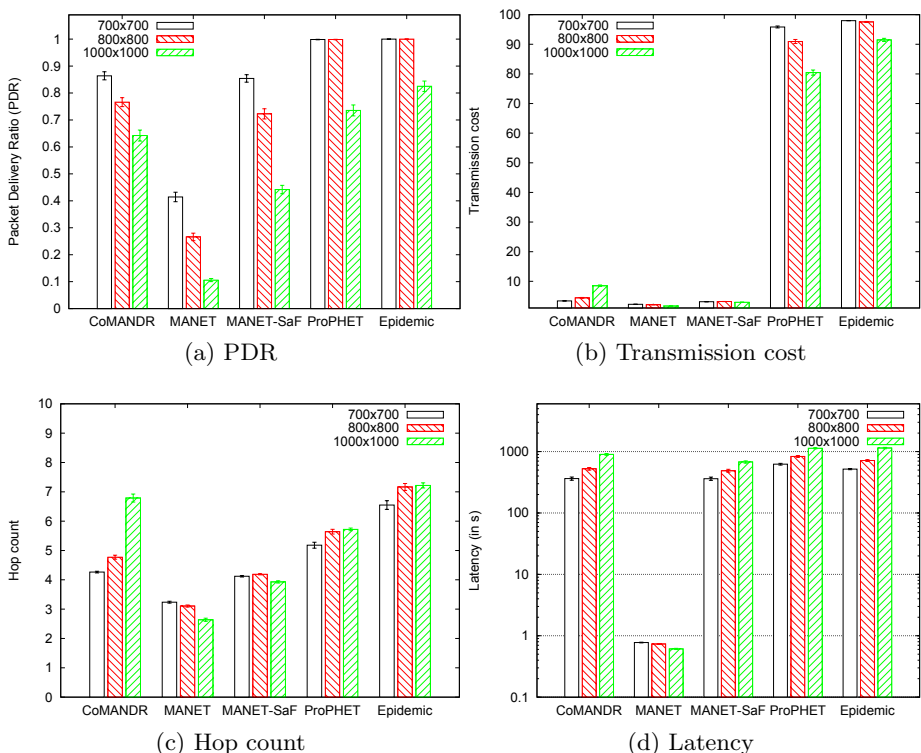 700x700
800x800
1000x1000
1
0.9
0.8
0.7
0.6
0.5
0.4
0.3
0.2
0.1
0
Packet Delivery Ratio (PDR)
CoMANDR MANET MANET-SaF ProPHET Epidemic
(a) PDR
700x700
800x800
1000x1000
100
90
80
70
60
50
40
30
20
10
Transmission cost
CoMANDR MANET MANET-SaF ProPHET Epidemic
(b) Transmission cost
700x700
800x800
1000x1000
10
9
8
7
6
5
4
3
2
1
0
Hop count
CoMANDR MANET MANET-SaF ProPHET Epidemic
(c) Hop count
700x700
800x800
1000x1000
1000
100
10
1
0.1
Latency (in s)
CoMANDR MANET MANET-SaF ProPHET Epidemic
(d) Latency